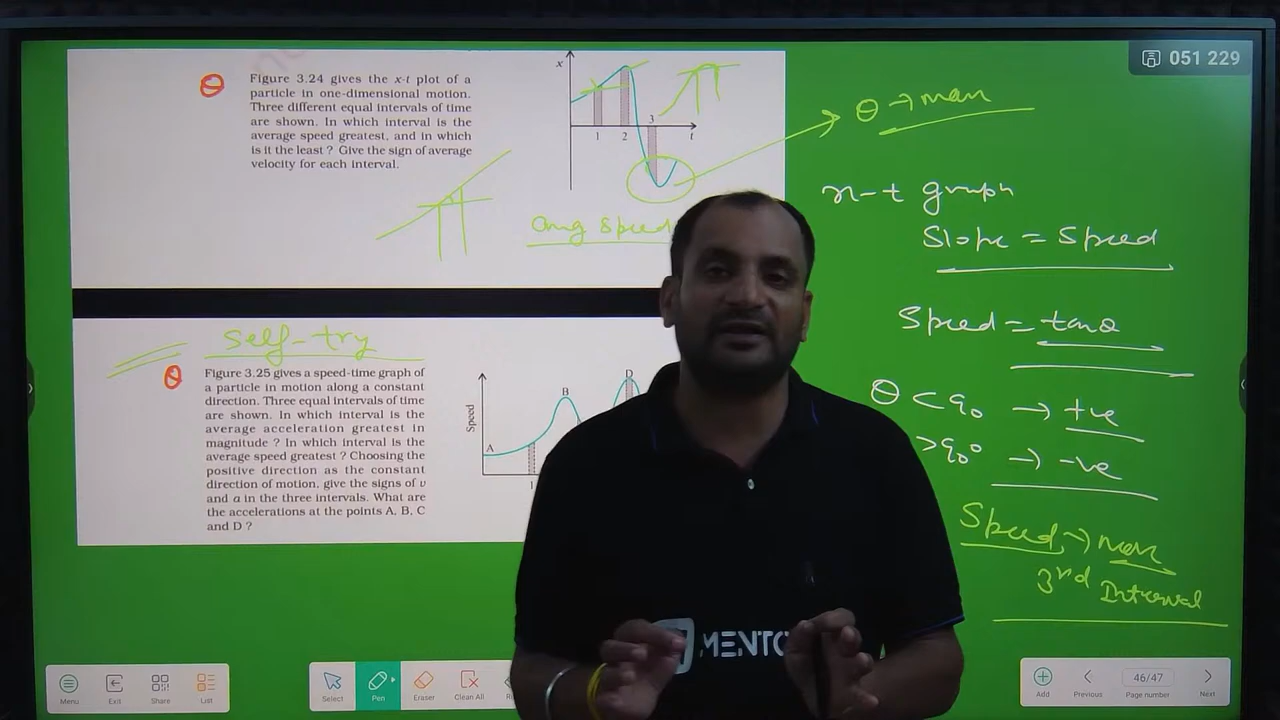 051 229
Figure 3.24 gives the x-t plot of a
particle in one-dimensional motion.
Three different equal intervals of time
are shown. In which interval is the
average speed greatest, and in which
is it the least ? Give the sign of average
velocity for each interval.
x
1
2
3
t
θ → max
x-t graph
Slope = Speed
Speed = tanθ
θ < 90 → +ve
>90° → -ve
Speed → max
3rd Interval
Self-try
Figure 3.25 gives a speed-time graph of
a particle in motion along a constant
direction. Three equal intervals of time
are shown. In which interval is the
average acceleration greatest in
magnitude ? In which interval is the
average speed greatest ? Choosing the
positive direction as the constant
direction of motion, give the signs of v
and a in the three intervals. What are
the accelerations at the points A, B, C
and D ?
Speed
A
B
D
1
MENTO
Menu
Exit
Share
List
Select
Pen
Eraser
Clean All
Add
Previous
46/47
Page number
Next